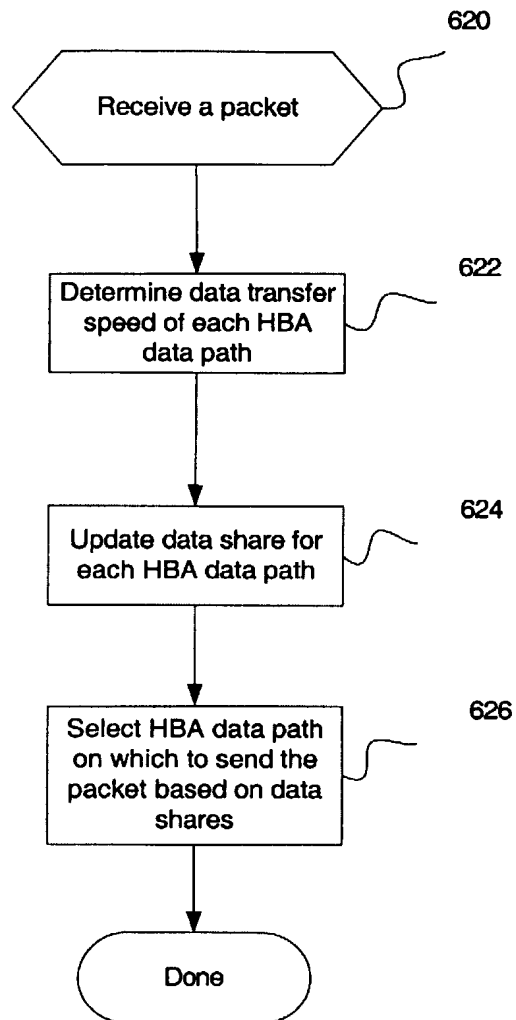 620
Receive a packet
622
Determine data transfer
speed of each HBA
data path
624
Update data share for
each HBA data path
626
Select HBA data path
on which to send the
packet based on data
shares
Done